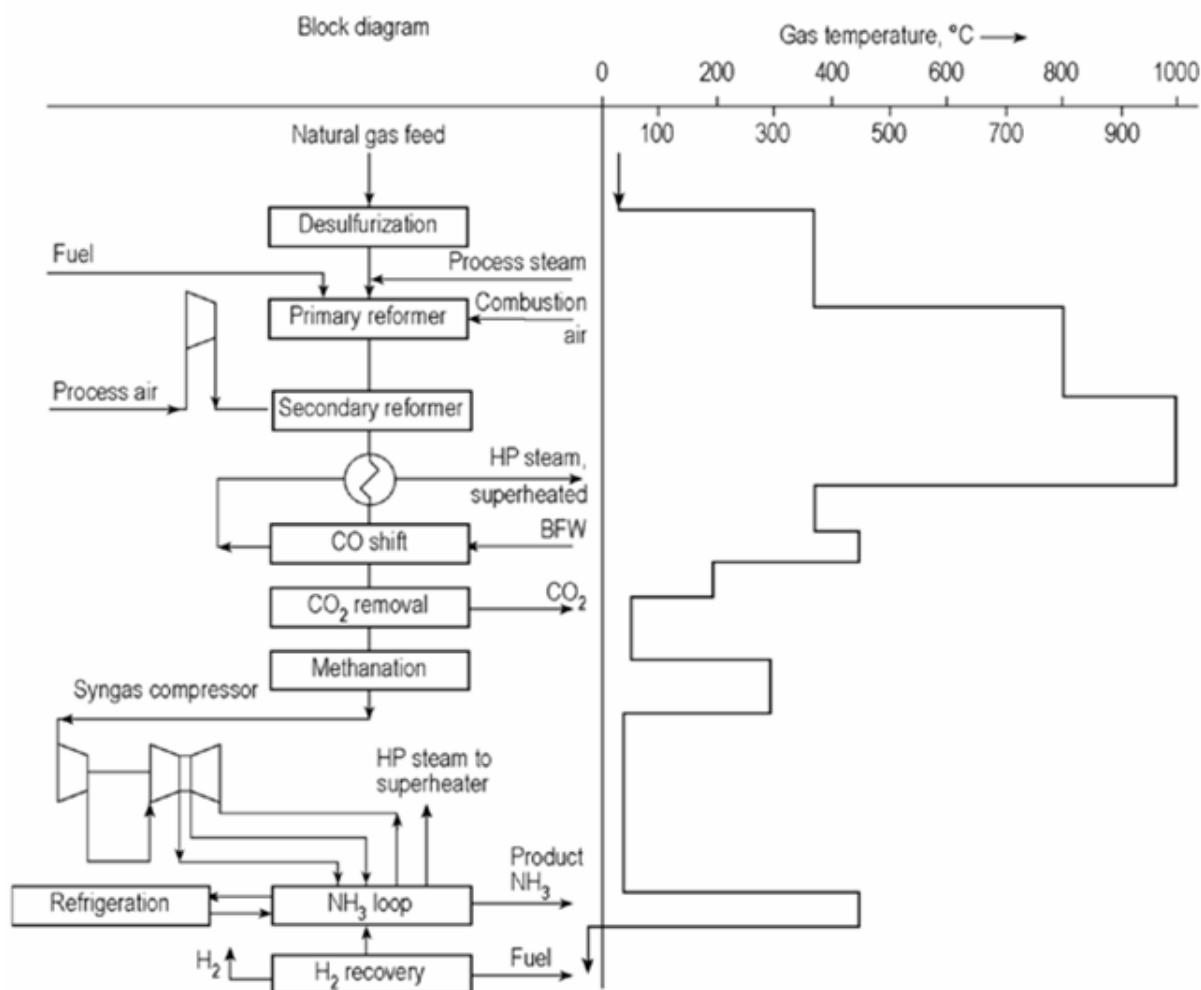 Block diagram
Gas temperature, °C
0 200 400 600 800 1000
100 300 500 700 900
Natural gas feed
Desulfurization
Fuel
Process steam
Primary reformer
Combustion
air
Process air
Secondary reformer
HP steam,
superheated
CO shift
BFW
CO2 removal
CO2
Methanation
Syngas compressor
HP steam to
superheater
Product
NH3
Refrigeration
NH3 loop
H2
H2 recovery
Fuel